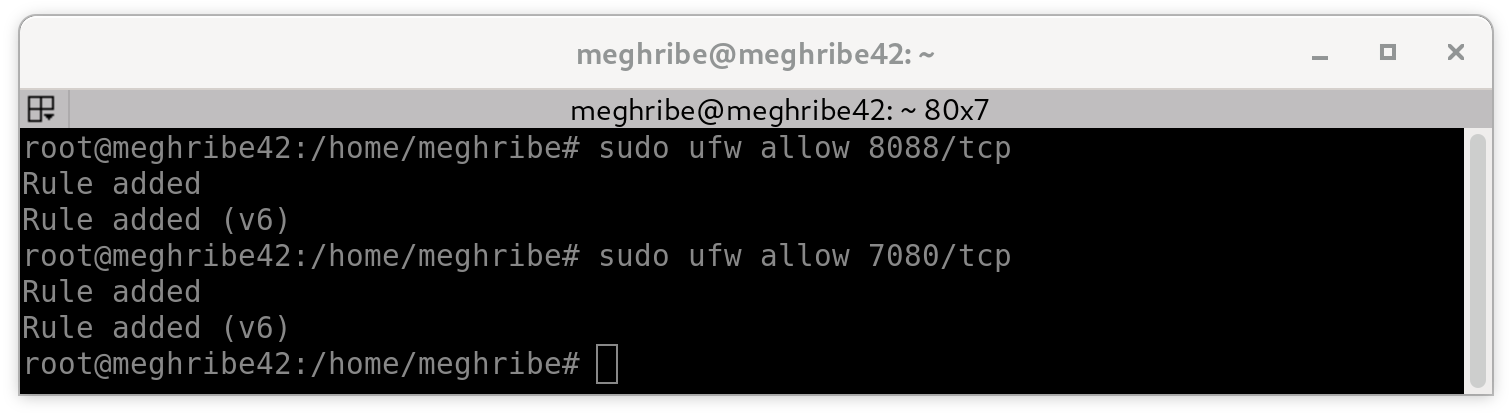 meghribe@meghribe42: ~
meghribe@meghribe42: ~ 80x7
root@meghribe42:/home/meghribe# sudo ufw allow 8088/tcp
Rule added
Rule added (v6)
root@meghribe42:/home/meghribe# sudo ufw allow 7080/tcp
Rule added
Rule added (v6)
root@meghribe42:/home/meghribe#